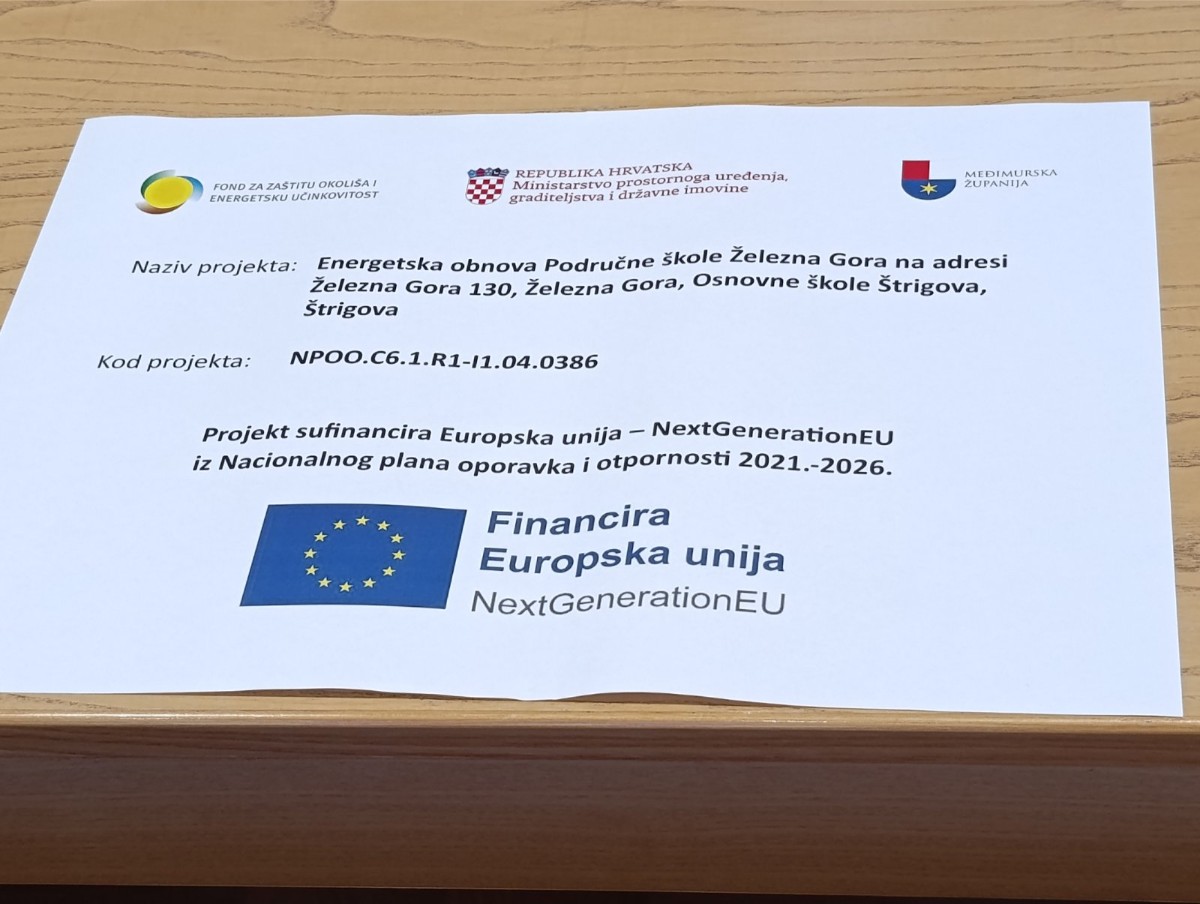 FOND ZA ZAŠTITU OKOLIŠA I
ENERGETSKU UČINKOVITOST
REPUBLIKA HRVATSKA
Ministarstvo prostornoga uređenja,
graditeljstva i državne imovine
MEĐIMURSKA
ŽUPANIJA
Naziv projekta: Energetska obnova Područne škole Železna Gora na adresi
Železna Gora 130, Železna Gora, Osnovne škole Štrigova,
Štrigova
Kod projekta: NPOO.C6.1.R1-I1.04.0386
Projekt sufinancira Europska unija – NextGenerationEU
iz Nacionalnog plana oporavka i otpornosti 2021.-2026.
Financira
Europska unija
NextGenerationEU